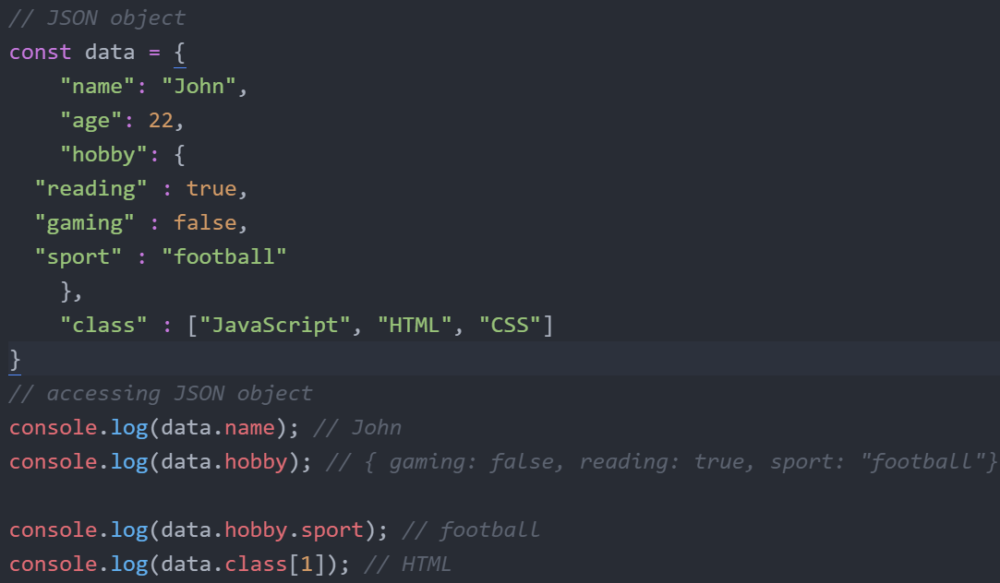 // JSON object
const data = {
    "name": "John",
    "age": 22,
    "hobby": {
  "reading" : true,
  "gaming" : false,
  "sport" : "football"
    },
    "class" : ["JavaScript", "HTML", "CSS"]
}
// accessing JSON object
console.log(data.name); // John
console.log(data.hobby); // { gaming: false, reading: true, sport: "football"}

console.log(data.hobby.sport); // football
console.log(data.class[1]); // HTML